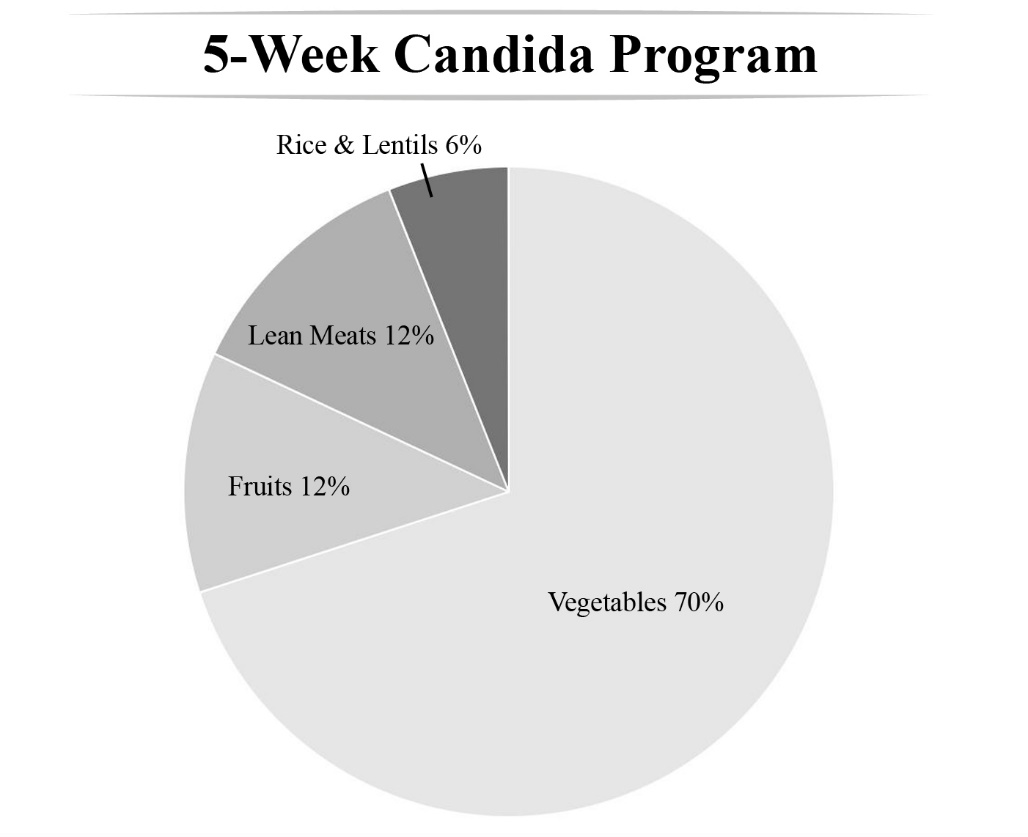 5-Week Candida Program
Rice & Lentils 6%
Lean Meats 12%
Fruits 12%
Vegetables 70%